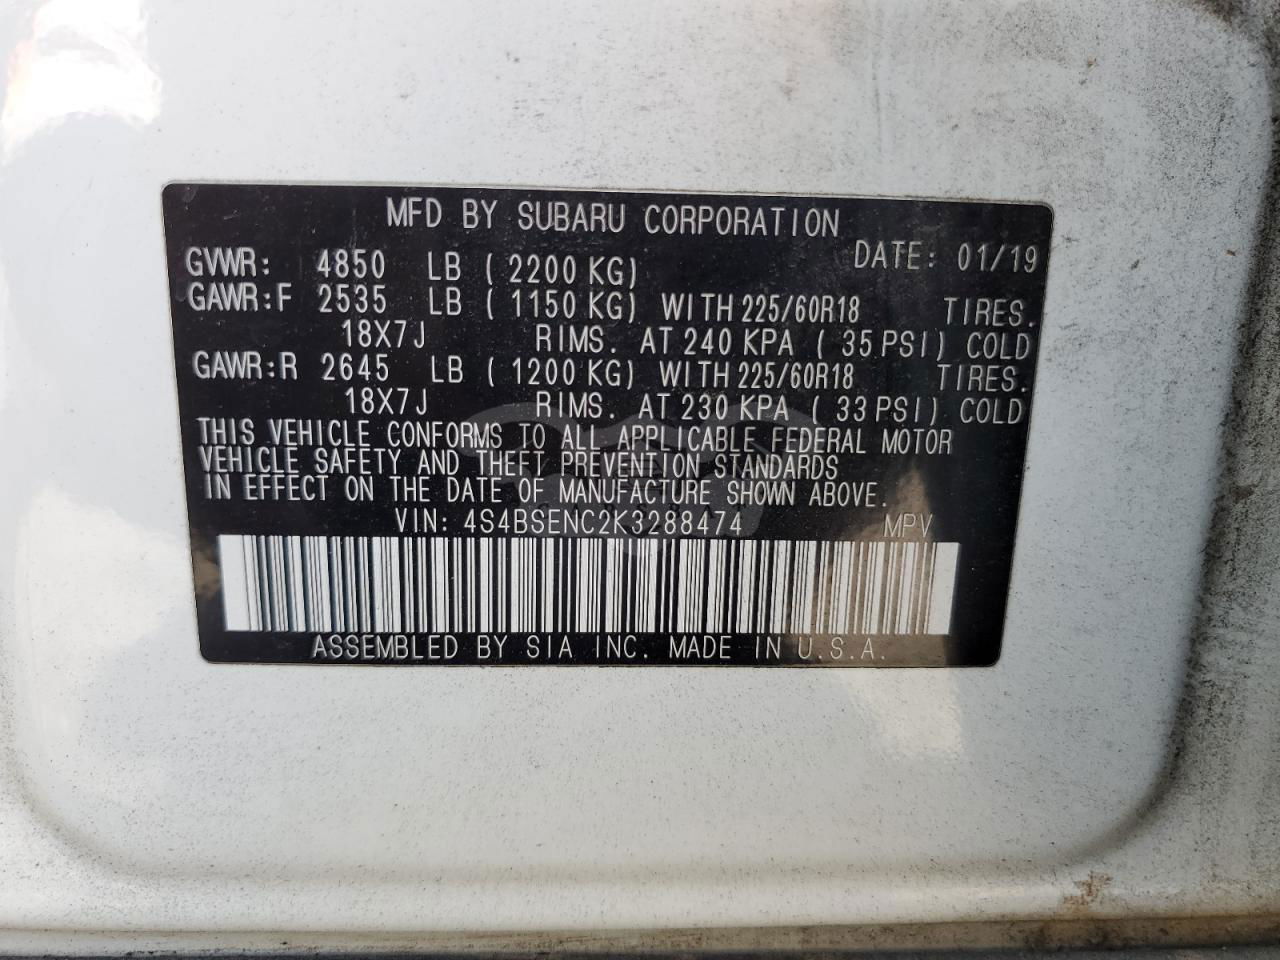 MFD BY SUBARU CORPORATION
DATE: 01/19
GVWR: 4850 LB ( 2200 KG)
GAWR:F 2535 LB ( 1150 KG) WITH 225/60R18 TIRES.
18X7J RIMS. AT 240 KPA ( 35 PSI) COLD
GAWR:R 2645 LB ( 1200 KG) WITH 225/60R18 TIRES.
18X7J RIMS. AT 230 KPA ( 33 PSI) COLD
THIS VEHICLE CONFORMS TO ALL APPLICABLE FEDERAL MOTOR
VEHICLE SAFETY AND THEFT PREVENTION STANDARDS
IN EFFECT ON THE DATE OF MANUFACTURE SHOWN ABOVE.
VIN: 4S4BSENC2K3288474 MPV
ASSEMBLED BY SIA INC. MADE IN U.S.A.